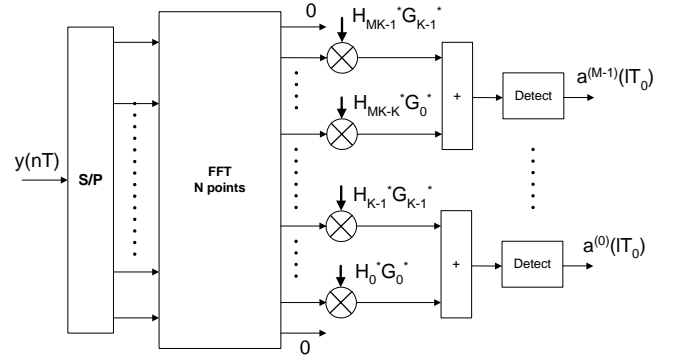 0
H_{MK-1}^*G_{K-1}^*
a^{(M-1)}(lT_0)
+
Detect
H_{MK-K}^*G_0^*
y(nT)
S/P
FFT
N points
H_{K-1}^*G_{K-1}^*
a^{(0)}(lT_0)
+
Detect
H_0^*G_0^*
0